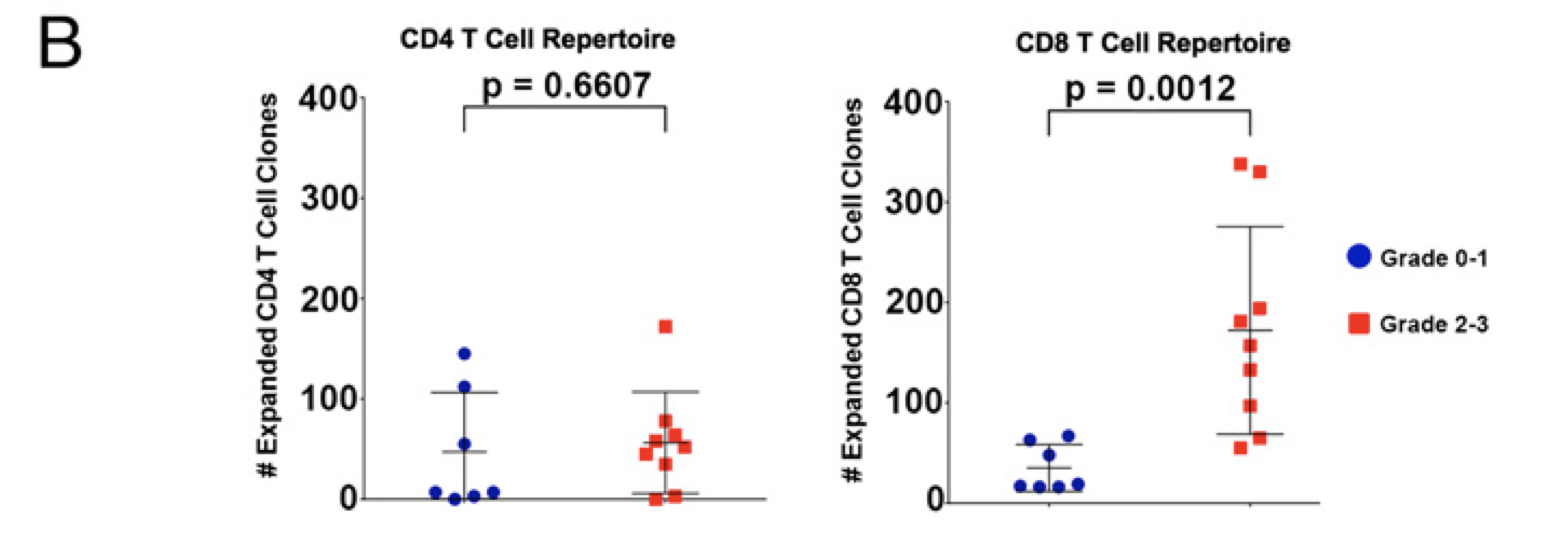 B
CD4 T Cell Repertoire
p = 0.6607
# Expanded CD4 T Cell Clones
400
300
200
100
0
CD8 T Cell Repertoire
p = 0.0012
# Expanded CD8 T Cell Clones
400
300
200
100
0
Grade 0-1
Grade 2-3